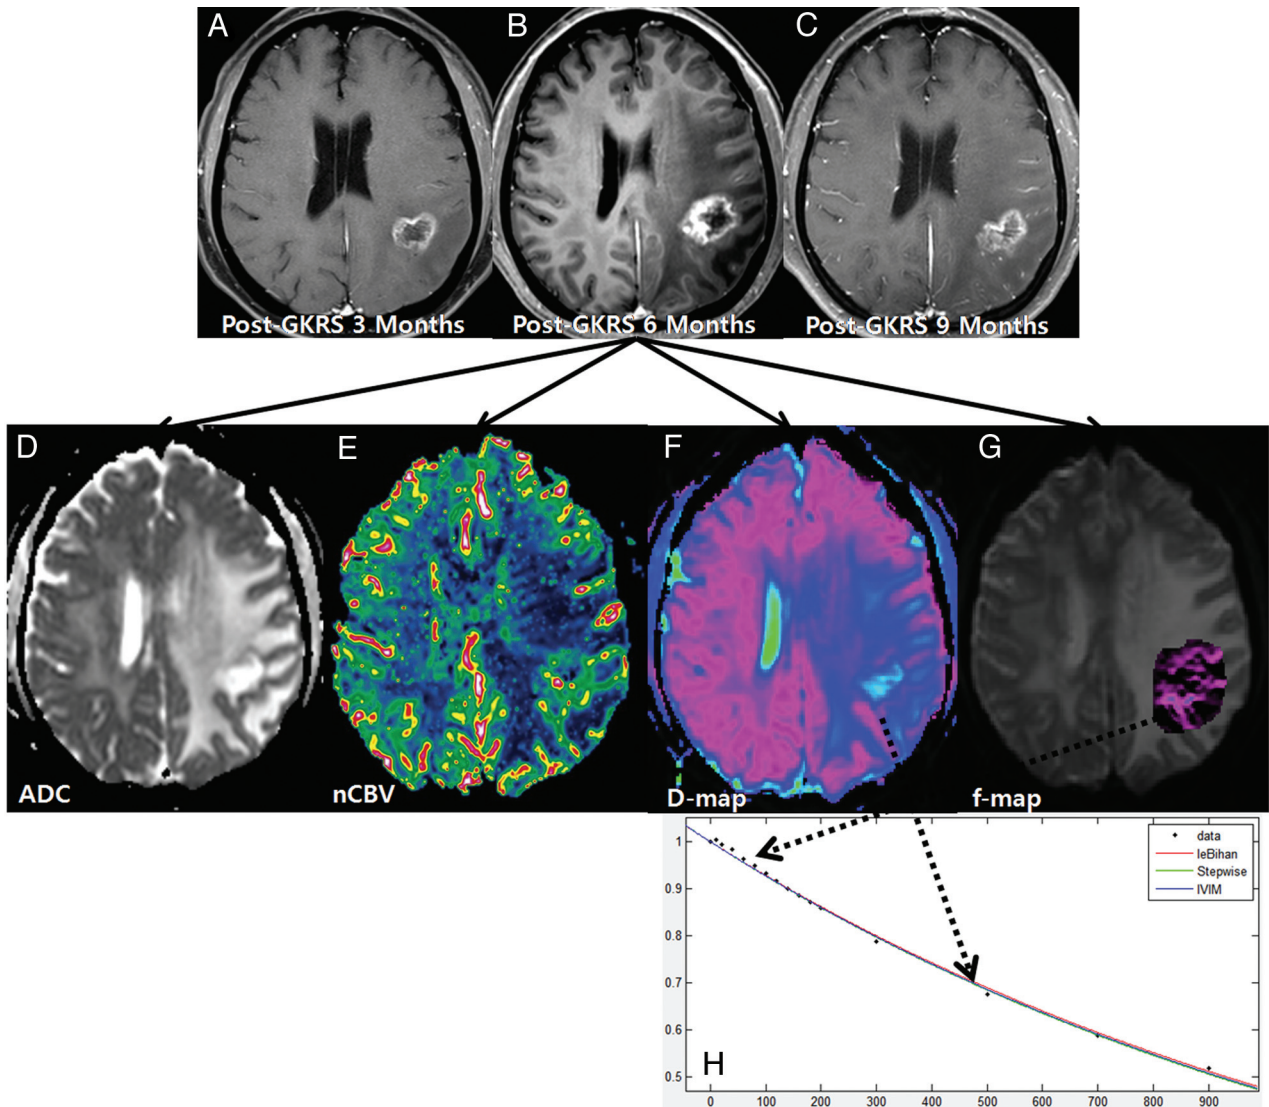 A
B
C
Post-GKRS 3 Months
Post-GKRS 6 Months
Post-GKRS 9 Months
D
E
F
G
ADC
nCBV
D-map
f-map
1
0.9
0.8
0.7
0.6
0.5
data
leBihan
Stepwise
IVIM
H
0 100 200 300 400 500 600 700 800 900